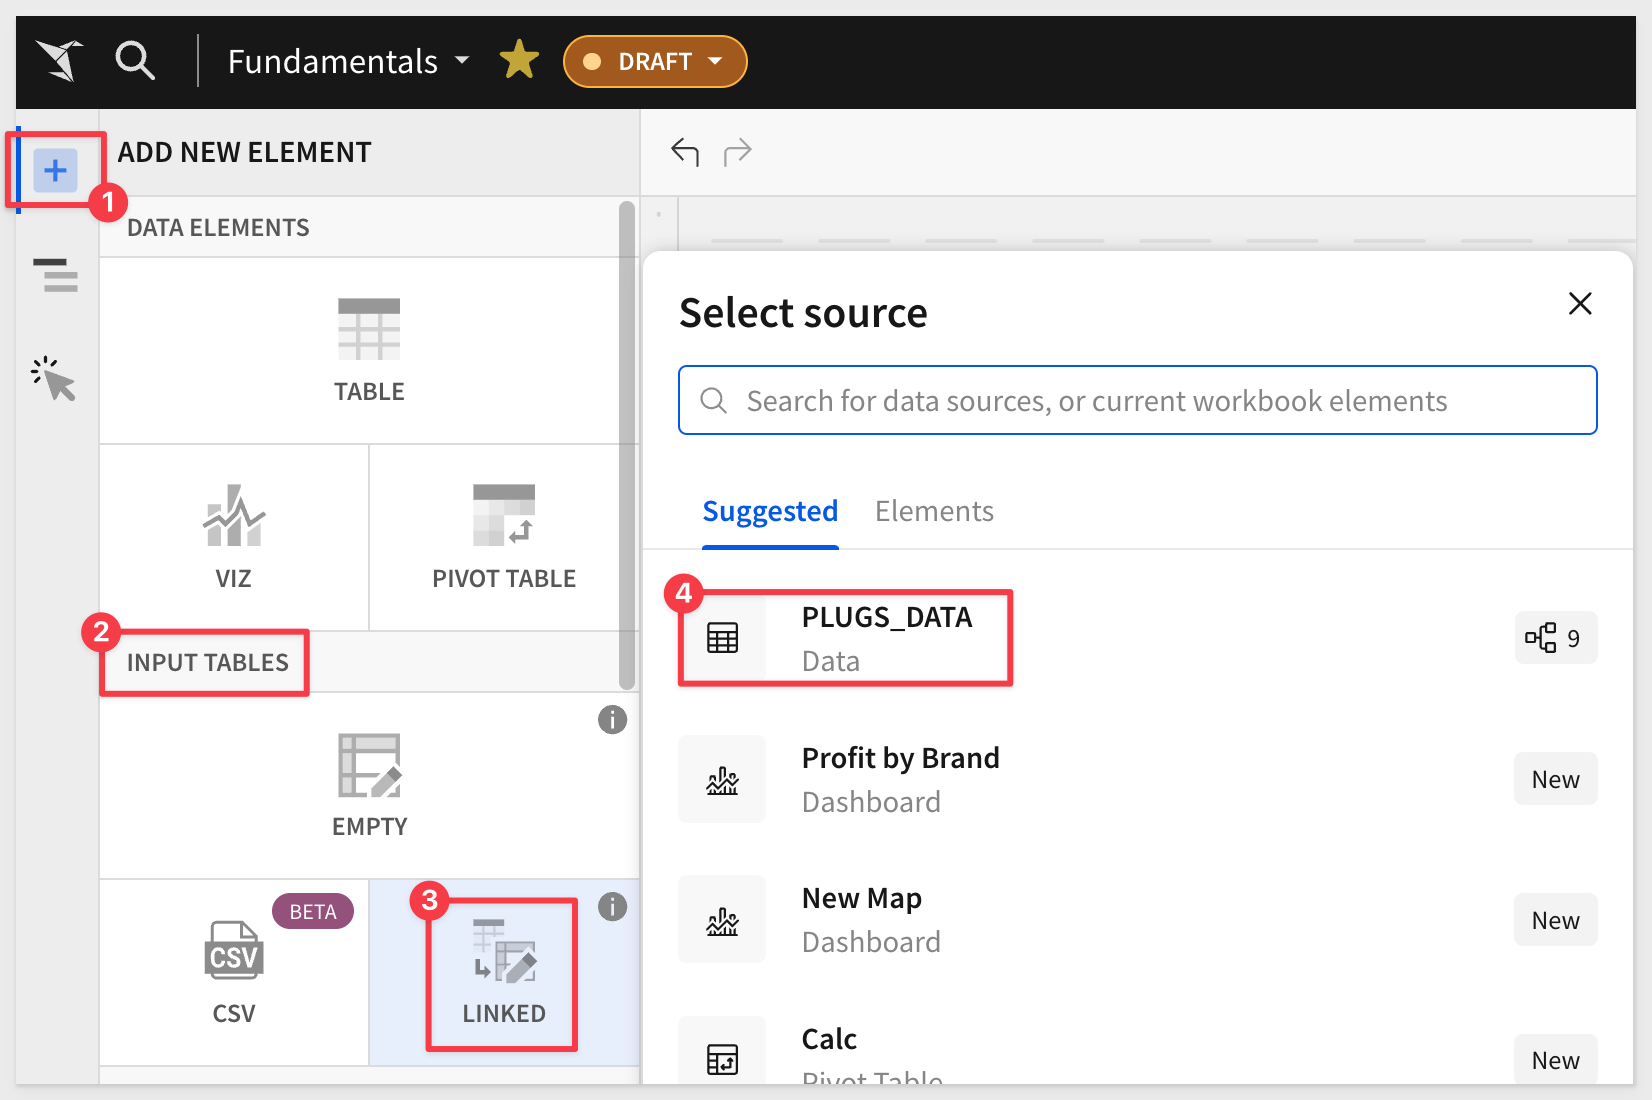 Fundamentals
DRAFT
ADD NEW ELEMENT
1
DATA ELEMENTS
TABLE
VIZ
PIVOT TABLE
2
INPUT TABLES
EMPTY
BETA
CSV
CSV
3
LINKED
Select source
Search for data sources, or current workbook elements
Suggested
Elements
4
PLUGS_DATA
Data
9
Profit by Brand
Dashboard
New
New Map
Dashboard
New
Calc
Pivot Table
New